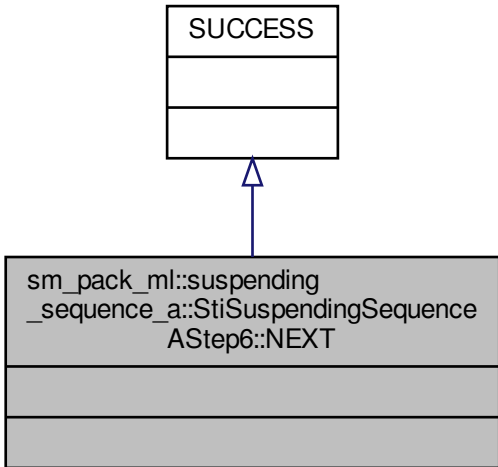 SUCCESS
sm_pack_ml::suspending
_sequence_a::StiSuspendingSequence
AStep6::NEXT